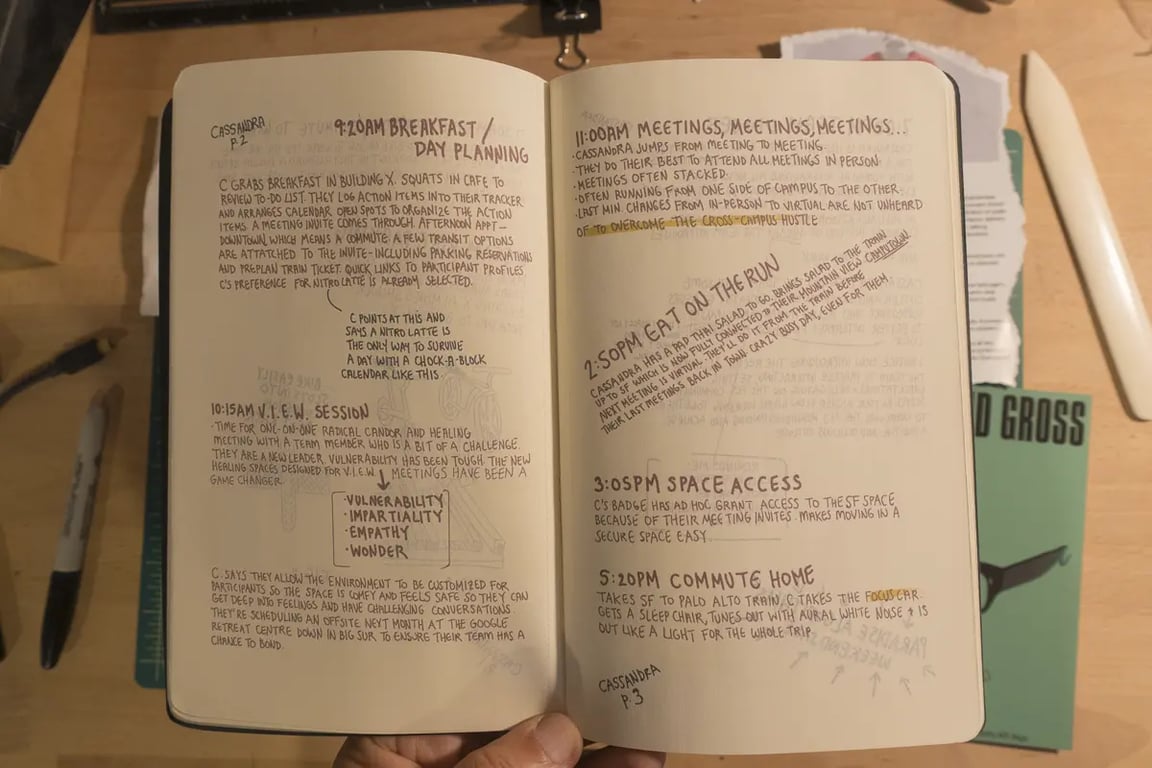 CASSANDRA
P.2
9:20AM BREAKFAST/
DAY PLANNING
C GRABS BREAKFAST IN BUILDING X. SQUATS IN CAFE TO
REVIEW TO-DO LIST. THEY LOG ACTION ITEMS INTO THEIR TRACKER
AND ARRANGES CALENDAR OPEN SPOTS TO ORGANIZE THE ACTION
ITEMS. A MEETING INVITE COMES THROUGH. AFTERNOON APPT-
DOWNTOWN, WHICH MEANS A COMMUTE. A FEW TRANSIT OPTIONS
ARE ATTATCHED TO THE INVITE-INCLUDING PARKING RESERVATIONS
AND PREPLAN TRAIN TICKET. QUICK LINKS TO PARTICIPANT PROFILES.
C'S PREFERENCE FOR NITRO LATTE IS ALREADY SELECTED.
C POINTS AT THIS AND
SAYS A NITRO LATTE IS
THE ONLY WAY TO SURVIVE
A DAY WITH A CHOCK-A-BLOCK
CALENDAR LIKE THIS.
10:15AM V.I.E.W. SESSION
·TIME FOR ONE-ON-ONE RADICAL CANDOR AND HEALING
MEETING WITH A TEAM MEMBER WHO IS A BIT OF A CHALLENGE.
THEY ARE A NEW LEADER. VULNERABILITY HAS BEEN TOUGH. THE NEW
HEALING SPACES DESIGNED FOR V.I.E.W. MEETINGS HAVE BEEN A
GAME CHANGER.
·VULNERABILITY
·IMPARTIALITY
·EMPATHY
·WONDER
C. SAYS THEY ALLOW THE ENVIRONMENT TO BE CUSTOMIZED FOR
PARTICIPANTS SO THE SPACE IS COMFY AND FEELS SAFE SO THEY CAN
GET DEEP INTO FEELINGS AND HAVE CHALLENGING CONVERSATIONS.
THEY'RE SCHEDULING AN OFFSITE NEXT MONTH AT THE GOOGLE
RETREAT CENTRE DOWN IN BIG SUR TO ENSURE THEIR TEAM HAS A
CHANCE TO BOND.
11:00AM MEETINGS, MEETINGS, MEETINGS...
·CASSANDRA JUMPS FROM MEETING TO MEETING.
·THEY DO THEIR BEST TO ATTEND ALL MEETINGS IN PERSON.
·MEETINGS OFTEN STACKED.
·OFTEN RUNNING FROM ONE SIDE OF CAMPUS TO THE OTHER.
·LAST MIN. CHANGES FROM IN-PERSON TO VIRTUAL ARE NOT UNHEARD
OF TO OVERCOME THE CROSS-CAMPUS HUSTLE
2:50PM EAT ON THE RUN
CASSANDRA HAS A PAD THAI SALAD TO GO. BRINGS SALAD TO THE TRAIN
UP TO SF WHICH IS NOW FULLY CONNECTED TO THEIR MOUNTAIN VIEW CAMPUTOWN.
NEXT MEETING IS VIRTUAL. THEY'LL DO IT FROM THE TRAIN BEFORE
THEIR LAST MEETINGS BACK IN TOWN. CRAZY BUSY DAY, EVEN FOR THEM.
3:05PM SPACE ACCESS
C'S BADGE HAS AD HOC GRANT ACCESS TO THE SF SPACE
BECAUSE OF THEIR MEETING INVITES. MAKES MOVING IN A
SECURE SPACE EASY.
5:20PM COMMUTE HOME
TAKES SF TO PALO ALTO TRAIN. C TAKES THE FOCUS CAR.
GETS A SLEEP CHAIR, TUNES OUT WITH AURAL WHITE NOISE + IS
OUT LIKE A LIGHT FOR THE WHOLE TRIP.
CASSANDRA
P.3
D GROSS